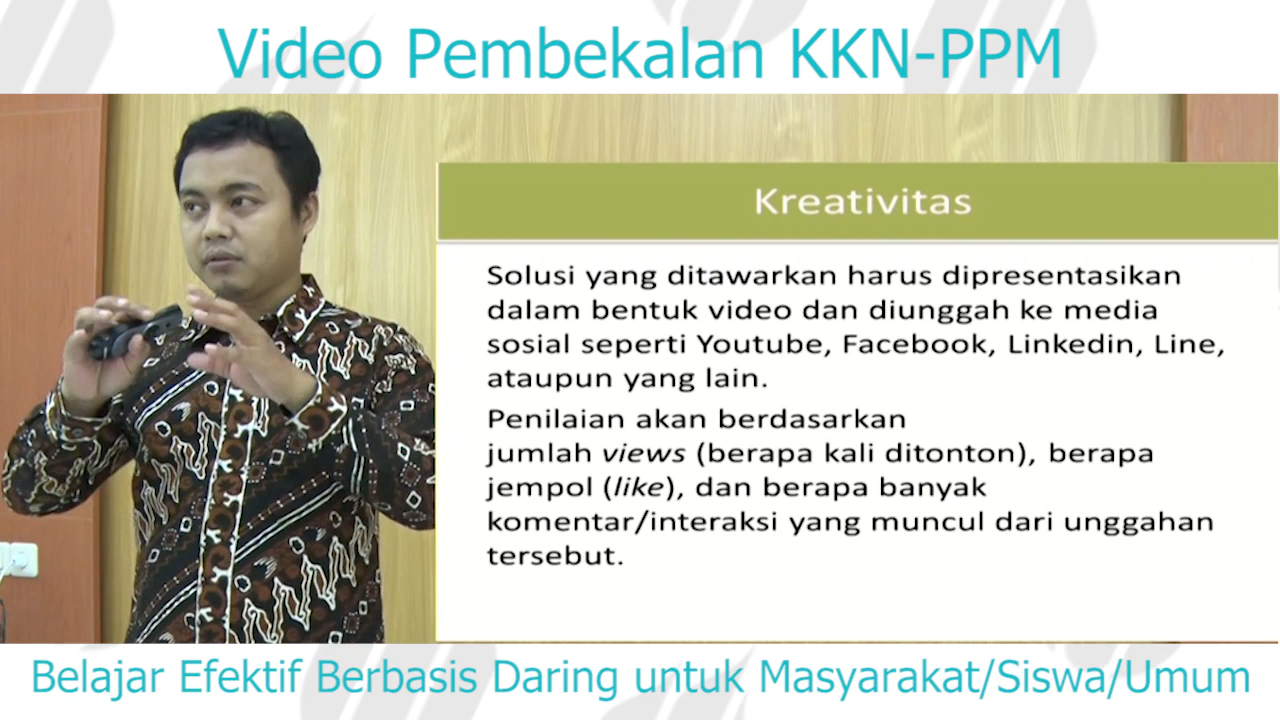 Video Pembekalan KKN-PPM
Kreativitas
Solusi yang ditawarkan harus dipresentasikan
dalam bentuk video dan diunggah ke media
sosial seperti Youtube, Facebook, Linkedin, Line,
ataupun yang lain.
Penilaian akan berdasarkan
jumlah views (berapa kali ditonton), berapa
jempol (like), dan berapa banyak
komentar/interaksi yang muncul dari unggahan
tersebut.
Belajar Efektif Berbasis Daring untuk Masyarakat/Siswa/Umum